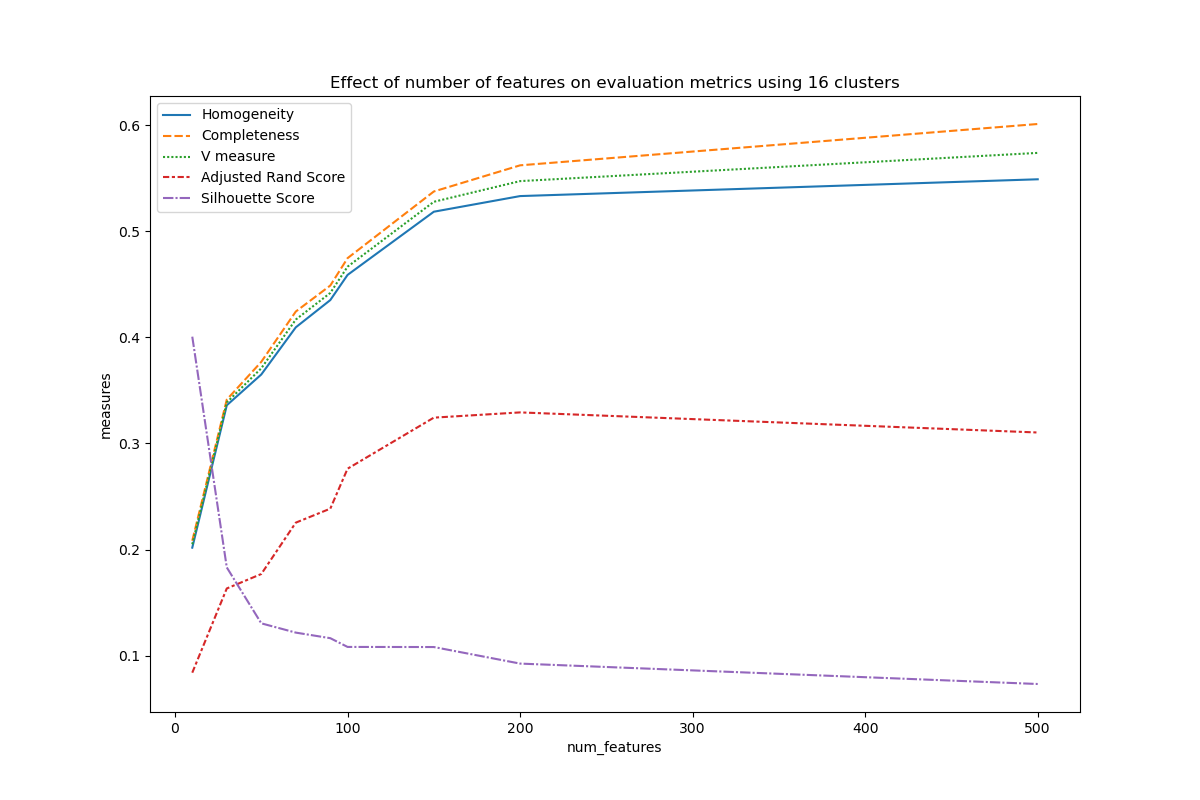 Effect of number of features on evaluation metrics using 16 clusters
Homogeneity
Completeness
V measure
Adjusted Rand Score
Silhouette Score
0.6
0.5
0.4
0.3
0.2
0.1
measures
0 100 200 300 400 500
num_features